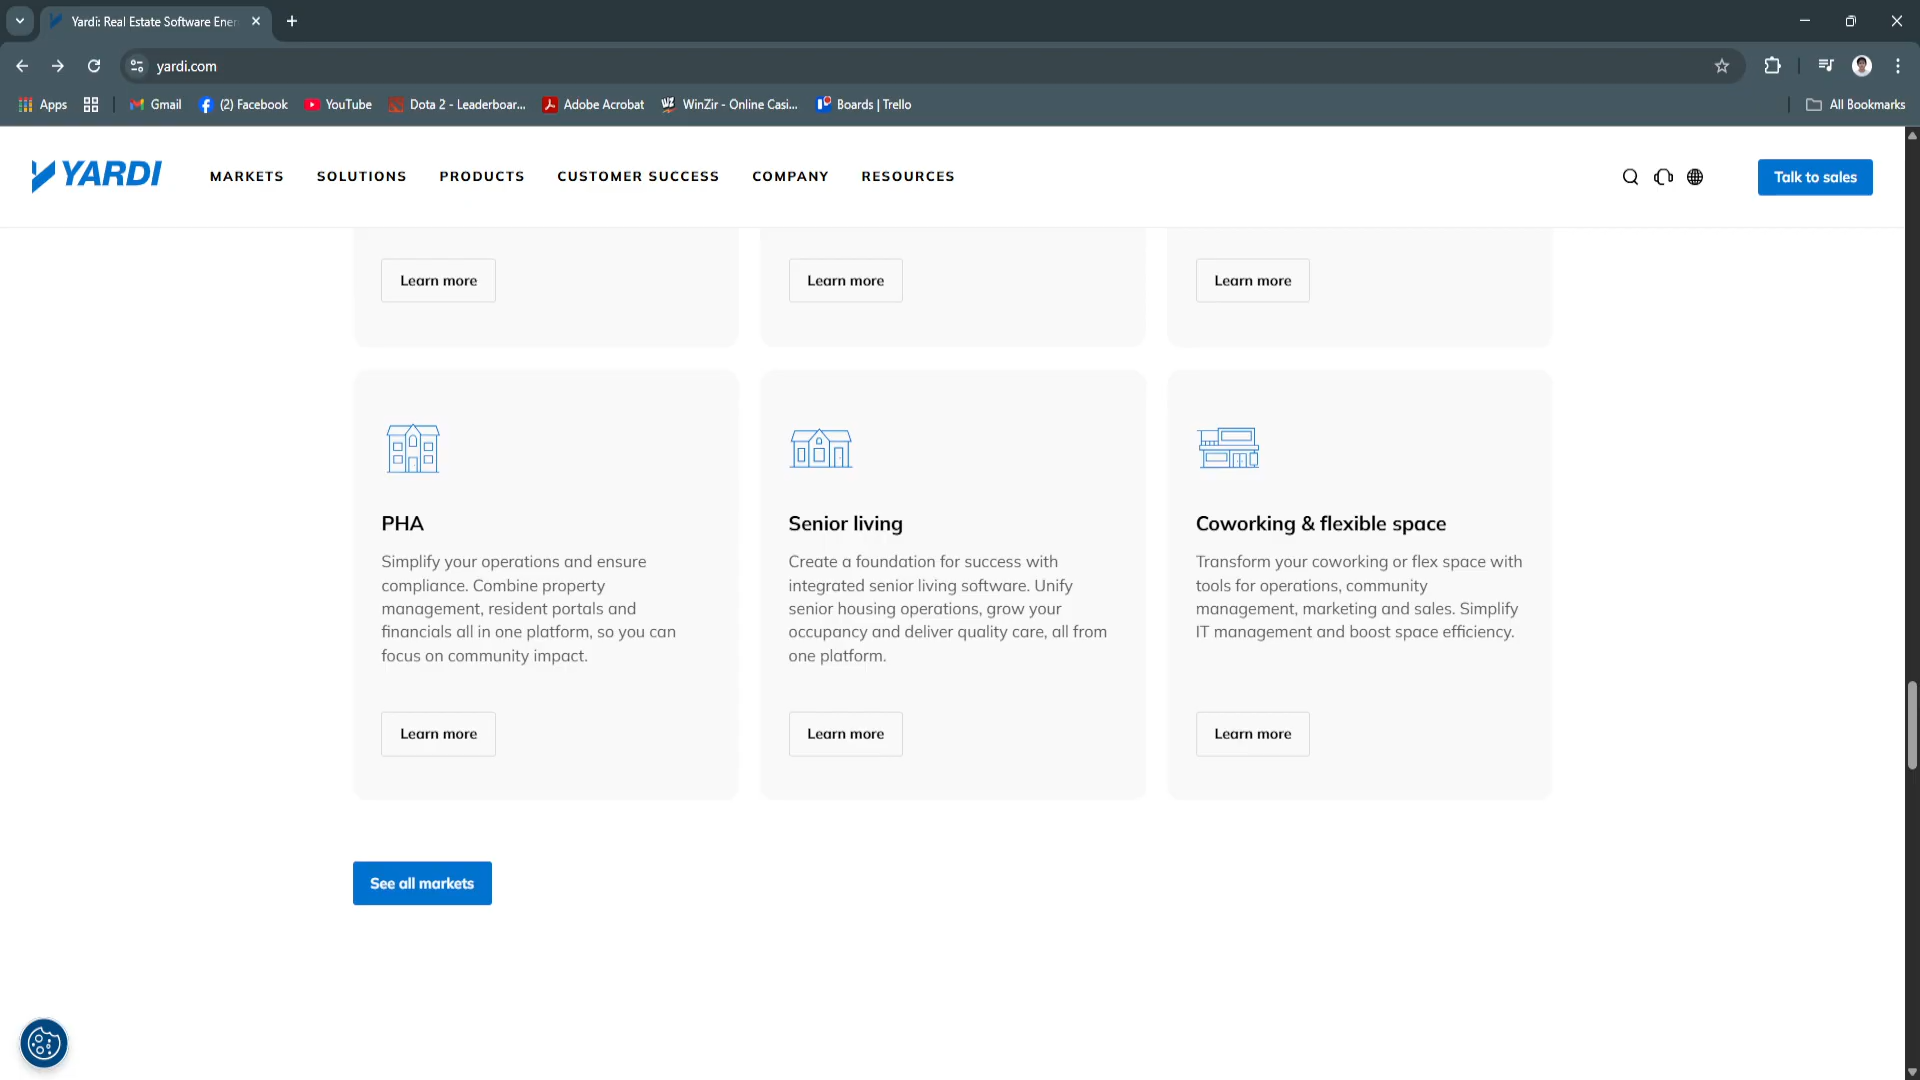 Yardi: Real Estate Software Ener
yardi.com
Apps
Gmail
(2) Facebook
YouTube
Dota 2 - Leaderboar...
Adobe Acrobat
WinZir - Online Casi...
Boards | Trello
All Bookmarks
YARDI
MARKETS
SOLUTIONS
PRODUCTS
CUSTOMER SUCCESS
COMPANY
RESOURCES
Talk to sales
Learn more
Learn more
Learn more
PHA
Simplify your operations and ensure
compliance. Combine property
management, resident portals and
financials all in one platform, so you can
focus on community impact.
Learn more
Senior living
Create a foundation for success with
integrated senior living software. Unify
senior housing operations, grow your
occupancy and deliver quality care, all from
one platform.
Learn more
Coworking & flexible space
Transform your coworking or flex space with
tools for operations, community
management, marketing and sales. Simplify
IT management and boost space efficiency.
Learn more
See all markets